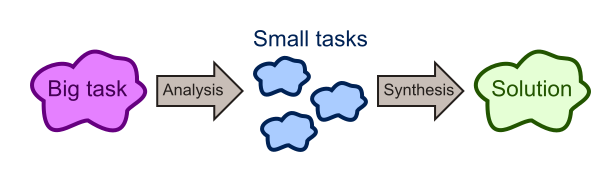 Small tasks
Big task
Analysis
Synthesis
Solution